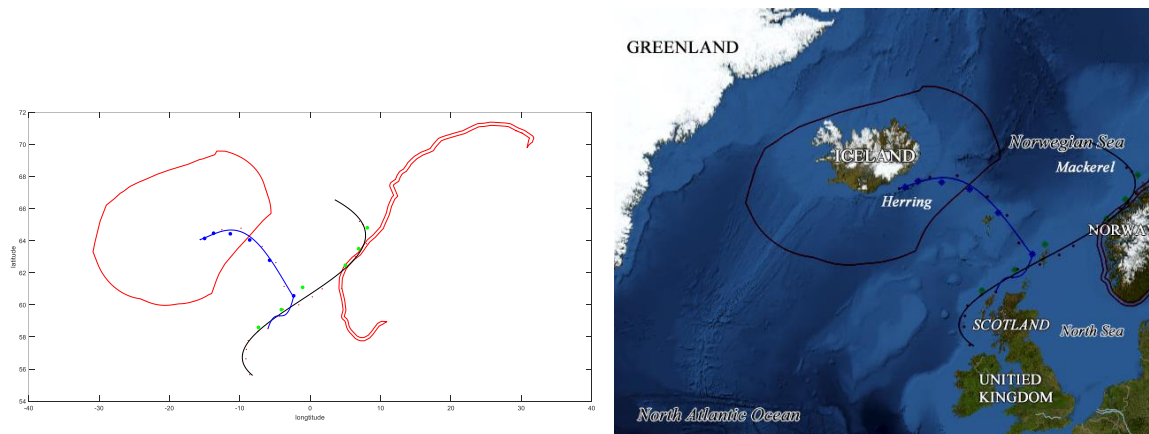 72
70
68
66
64
62
60
58
56
54
latitude
-40
-30
-20
-10
0
10
20
30
40
longtitude
GREENLAND
ICELAND
Norwegian Sea
Mackerel
Herring
NORWAY
SCOTLAND
North Sea
UNITIED
KINGDOM
North Atlantic Ocean